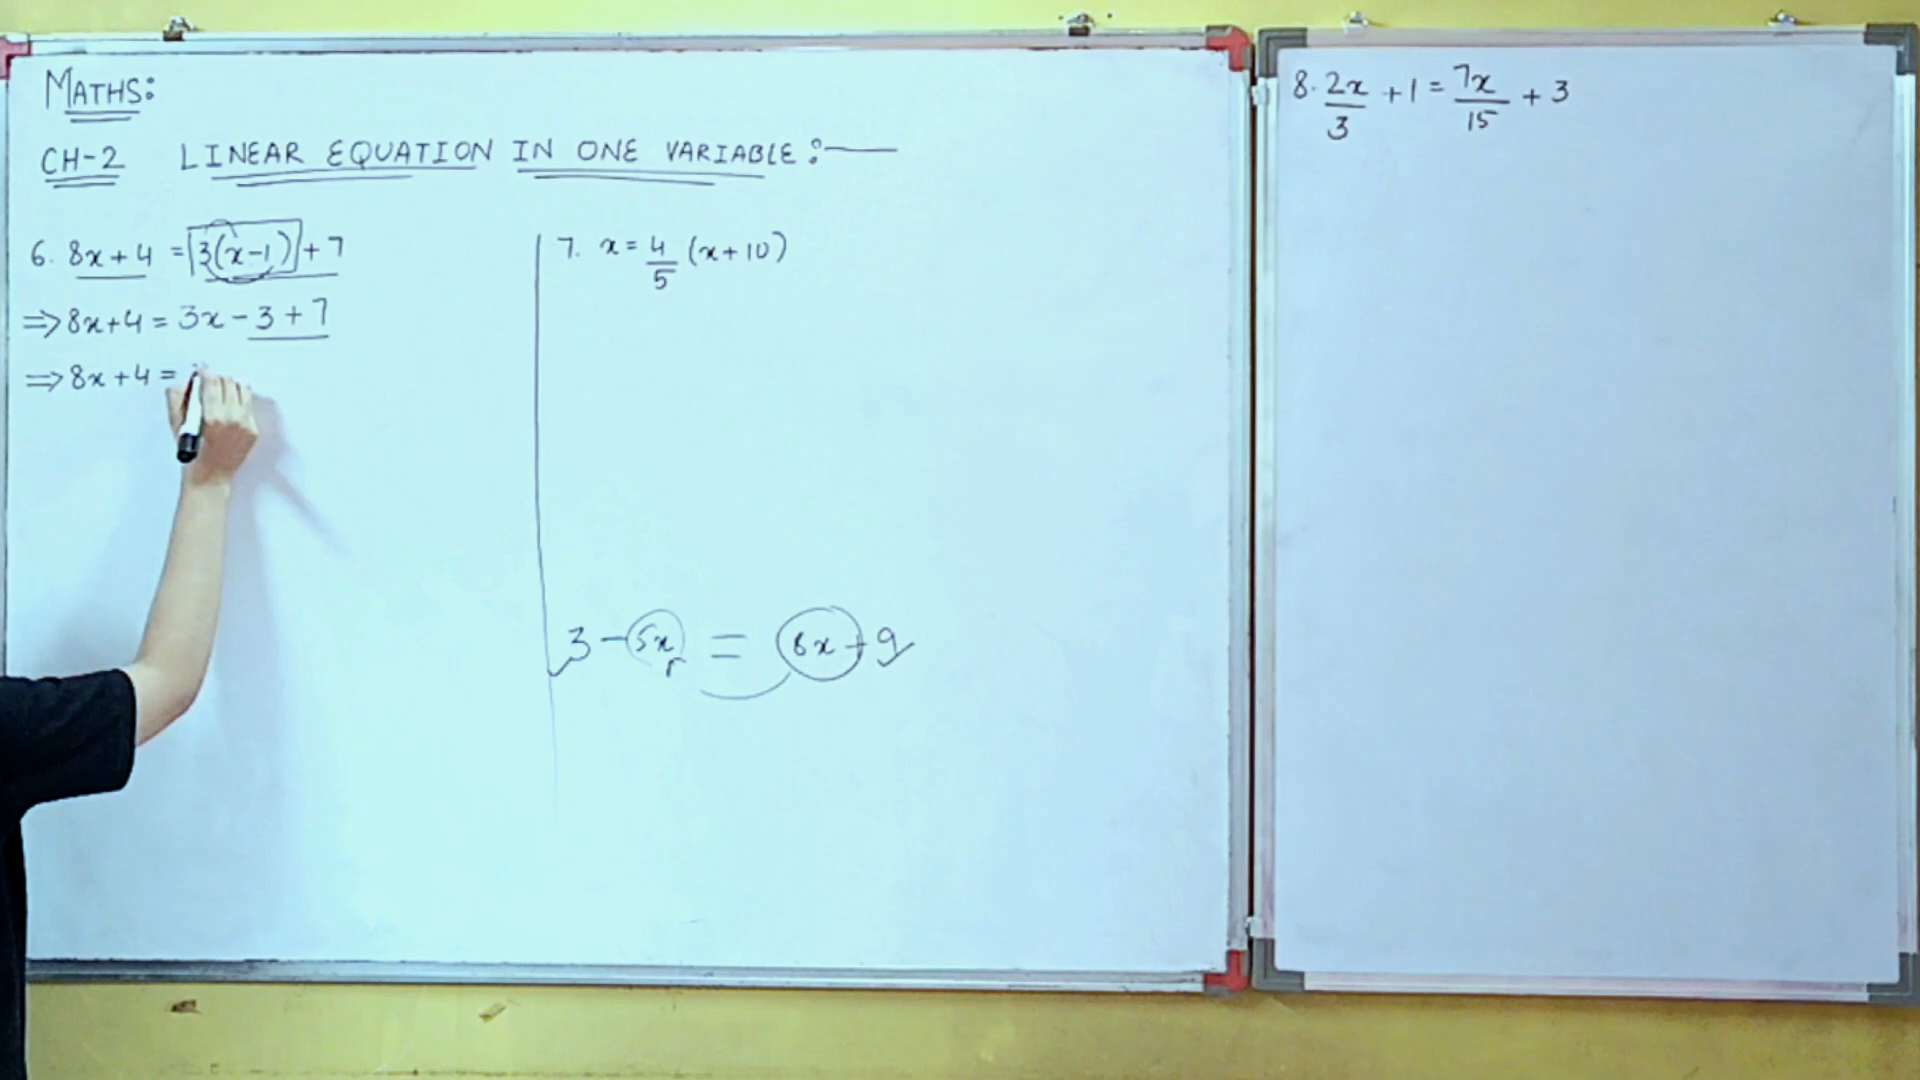 MATHS:
CH-2 LINEAR EQUATION IN ONE VARIABLE :—
6. 8x + 4 = 3(x-1) + 7
⇒ 8x+4 = 3x - 3 + 7
⇒ 8x + 4 =
7. x = 4/5 (x + 10)
3 - 5x = 8x + 9
8. 2x/3 + 1 = 7x/15 + 3